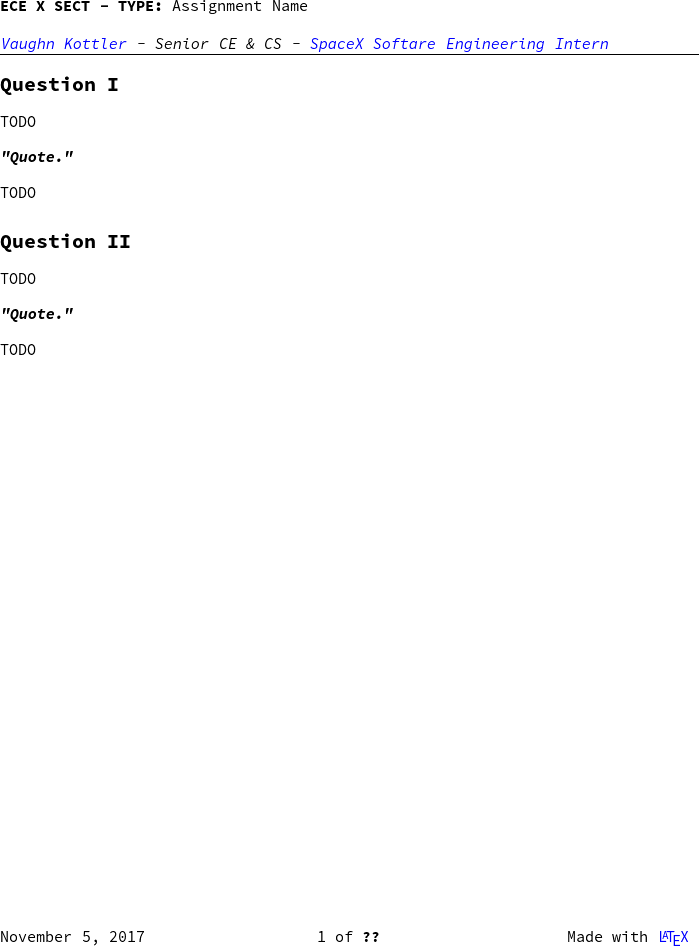 ECE X SECT - TYPE: Assignment Name
Vaughn Kottler - Senior CE & CS - SpaceX Softare Engineering Intern
Question I
TODO
"Quote."
TODO
Question II
TODO
"Quote."
TODO
November 5, 2017 1 of ?? Made with LATEX